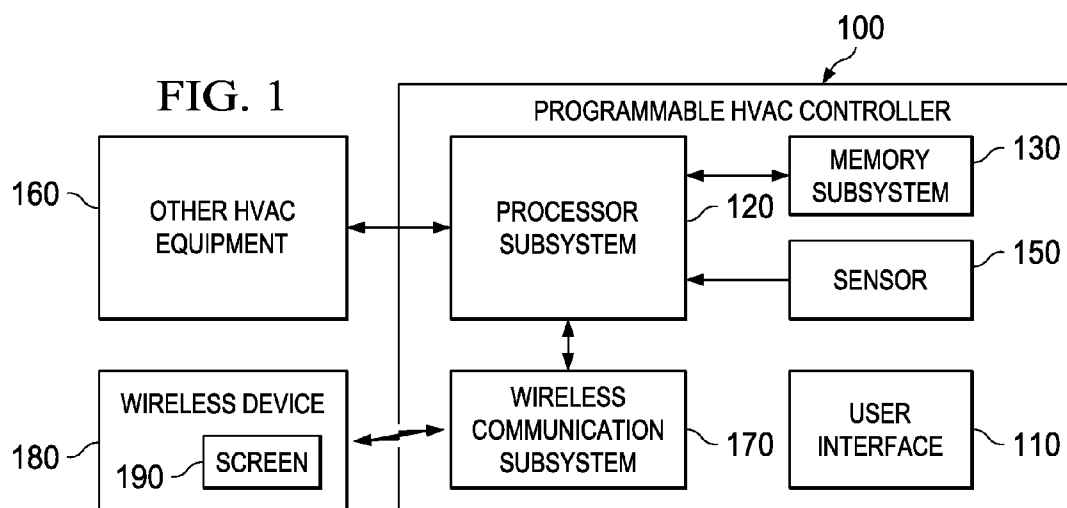 100
FIG. 1
PROGRAMMABLE HVAC CONTROLLER
160
OTHER HVAC
EQUIPMENT
PROCESSOR
SUBSYSTEM
120
MEMORY
SUBSYSTEM
130
SENSOR
150
WIRELESS DEVICE
180
190
SCREEN
WIRELESS
COMMUNICATION
SUBSYSTEM
170
USER
INTERFACE
110